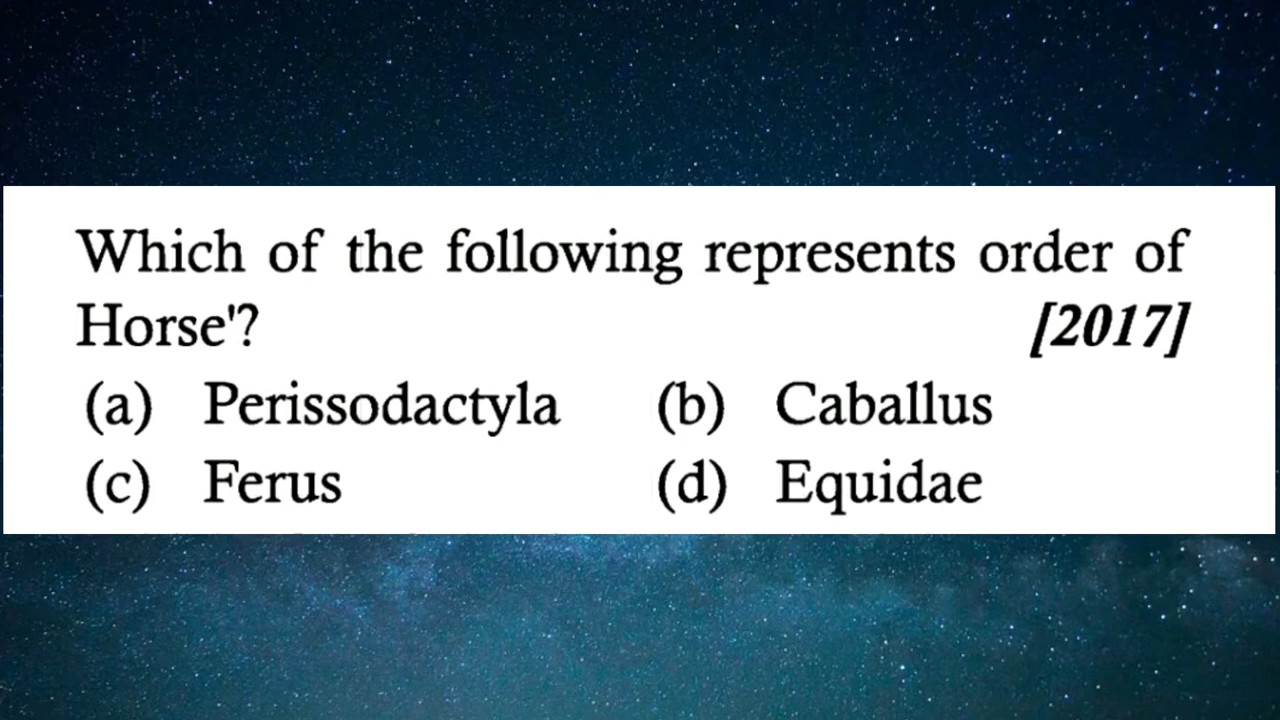 Which of the following represents order of
Horse'? [2017]
(a) Perissodactyla (b) Caballus
(c) Ferus (d) Equidae